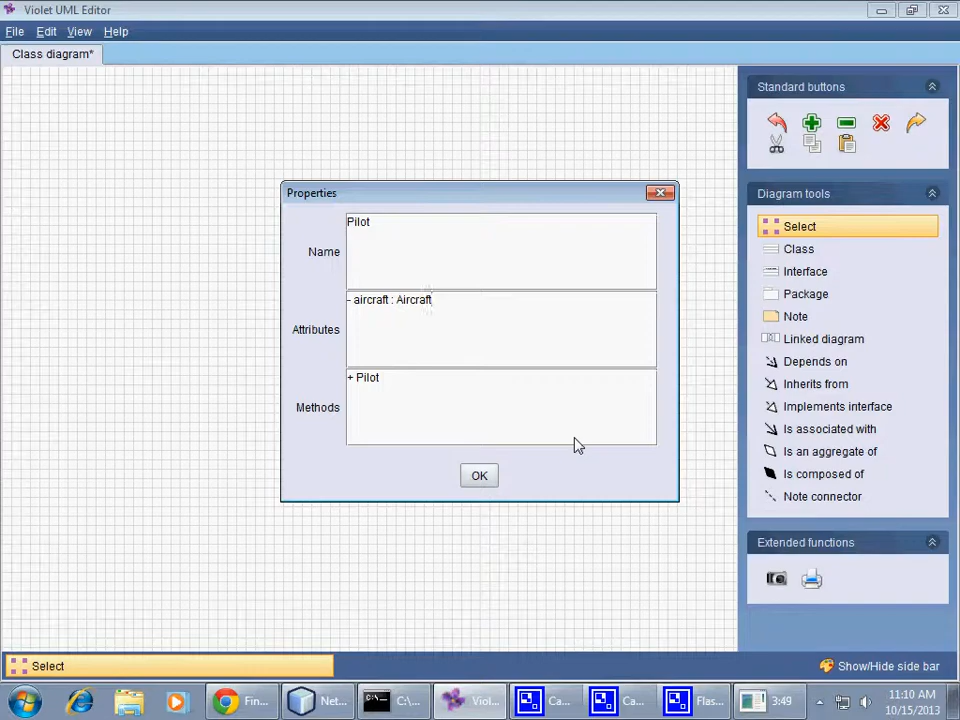 Violet UML Editor
File Edit View Help
Class diagram*
Standard buttons
Properties
Name
Pilot
Attributes
- aircraft : Aircraft
Methods
+ Pilot
OK
Diagram tools
Select
Class
Interface
Package
Note
Linked diagram
Depends on
Inherits from
Implements interface
Is associated with
Is an aggregate of
Is composed of
Note connector
Extended functions
Select
Show/Hide side bar
Fin...
Net...
C:\...
Viol...
Ca...
Ca...
Flas...
3:49
11:10 AM
10/15/2013